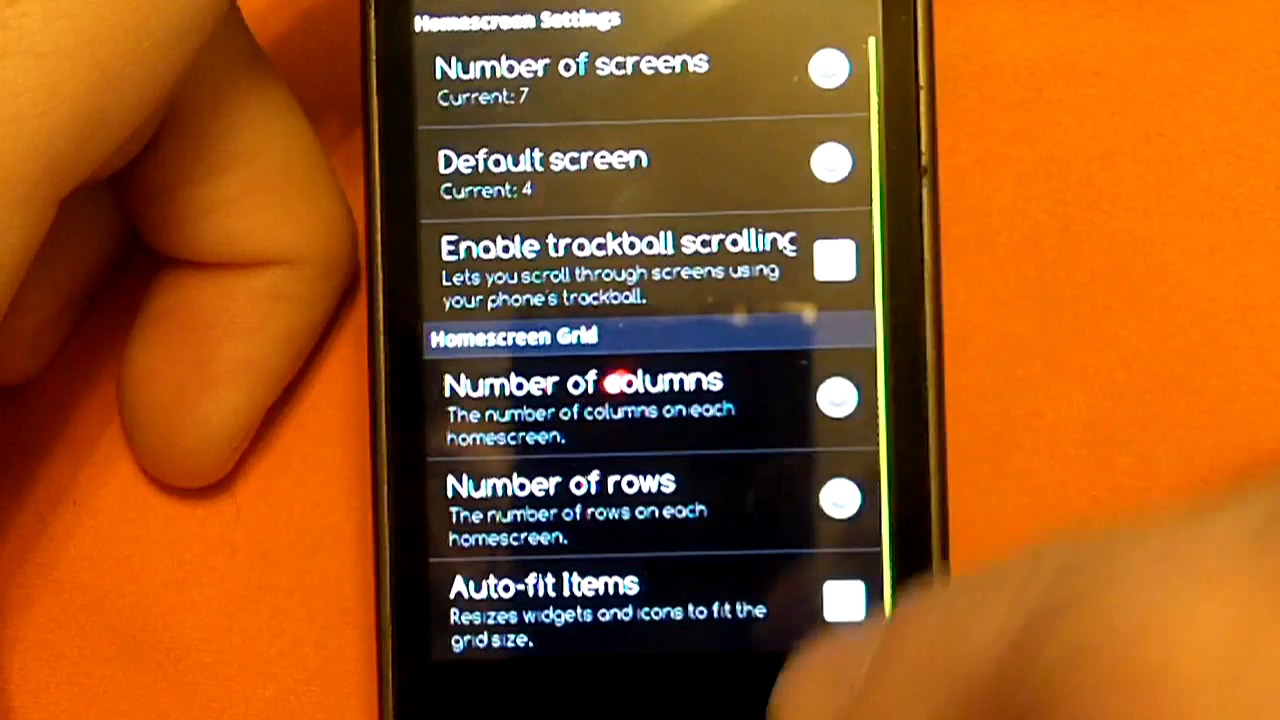 Homescreen Settings
Number of screens
Current: 7
Default screen
Current: 4
Enable trackball scrolling
Lets you scroll through screens using
your phone's trackball.
Homescreen Grid
Number of columns
The number of columns on each
homescreen.
Number of rows
The number of rows on each
homescreen.
Auto-fit Items
Resizes widgets and icons to fit the
grid size.